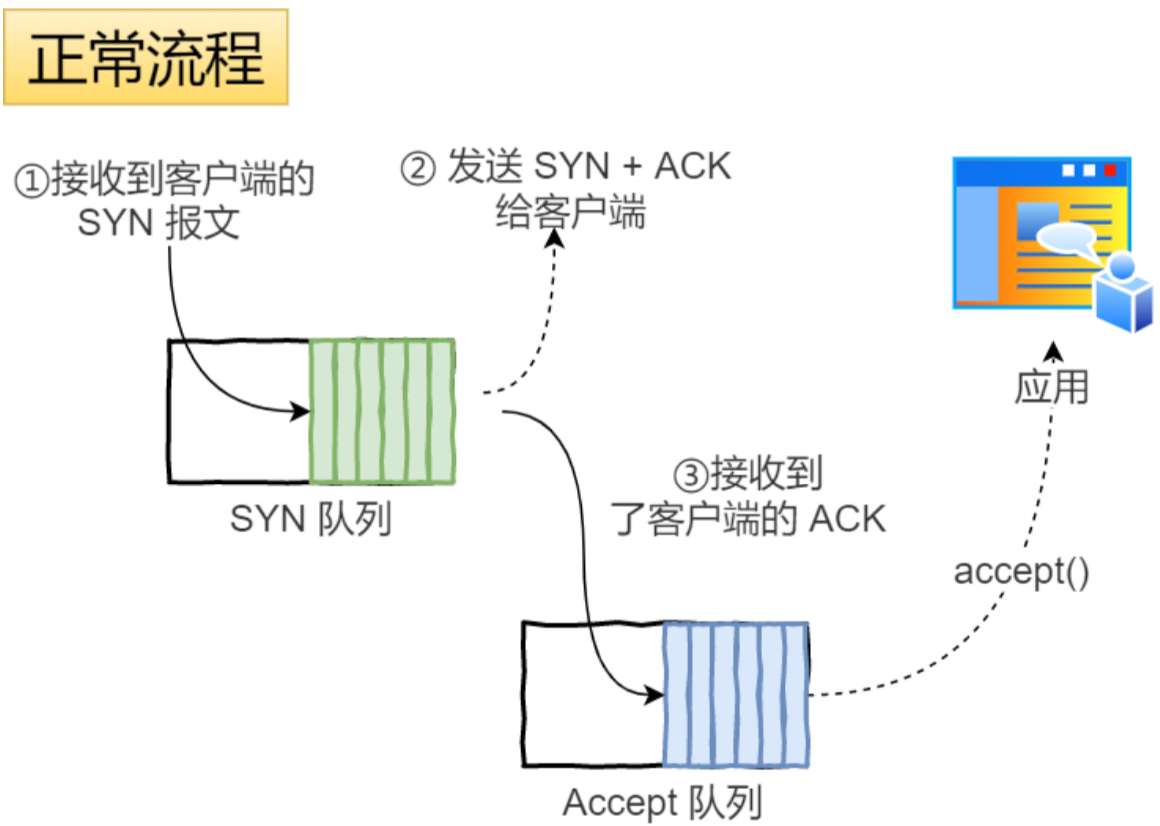 正常流程
①接收到客户端的
SYN 报文
② 发送 SYN + ACK
给客户端
应用
SYN 队列
③接收到
了客户端的 ACK
accept()
Accept 队列